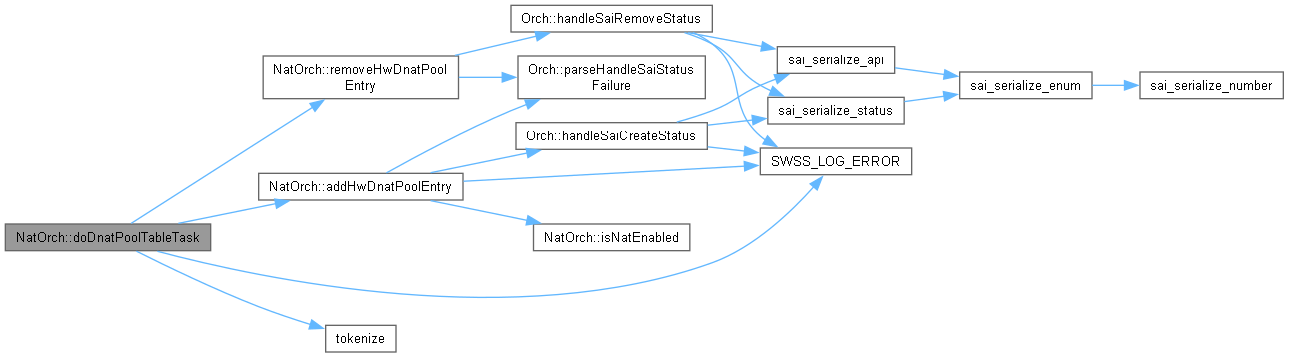 Orch::handleSaiRemoveStatus
sai_serialize_api
NatOrch::removeHwDnatPool
Entry
Orch::parseHandleSaiStatus
Failure
sai_serialize_enum
sai_serialize_number
sai_serialize_status
Orch::handleSaiCreateStatus
SWSS_LOG_ERROR
NatOrch::addHwDnatPoolEntry
NatOrch::doDnatPoolTableTask
NatOrch::isNatEnabled
tokenize